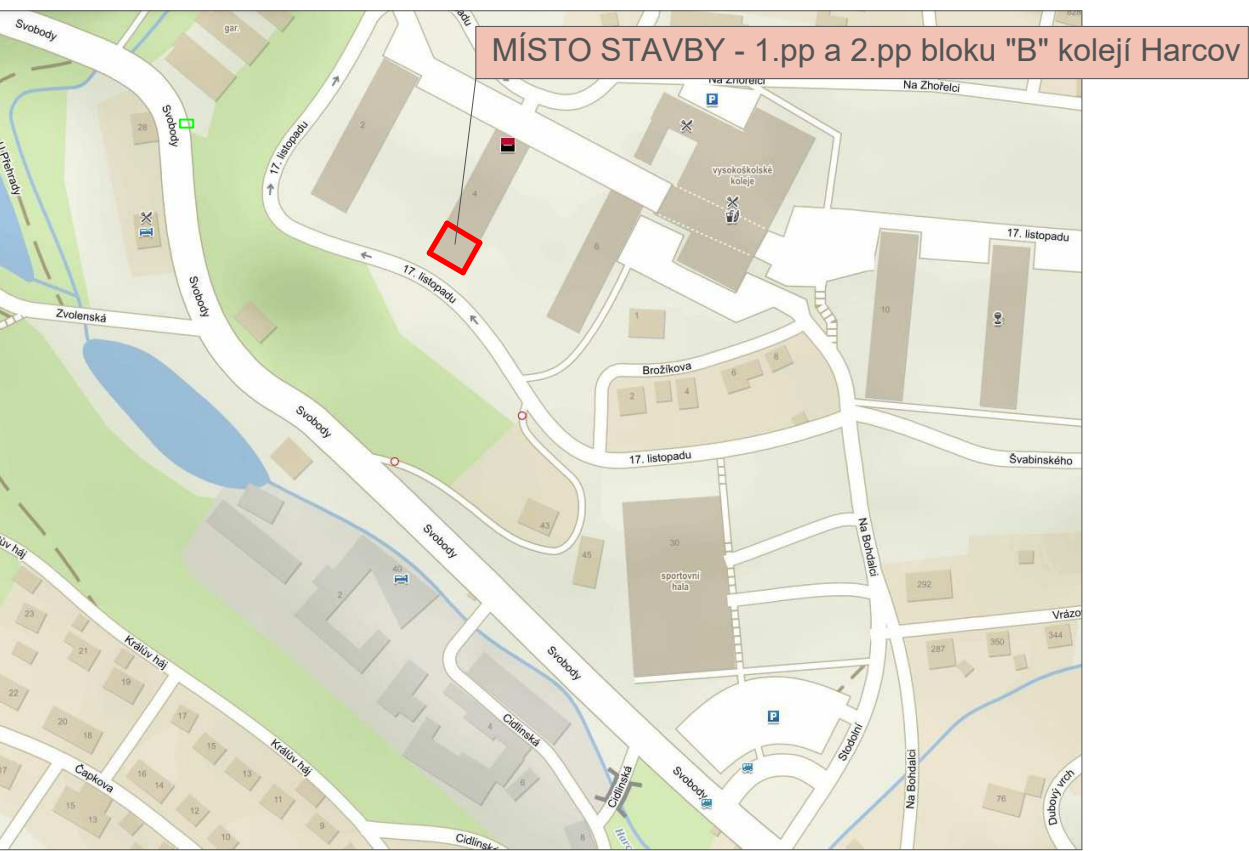 MÍSTO STAVBY - 1.pp a 2.pp bloku "B" kolejí Harcov
Svobody
gar.
Na Zhořelci
Na Zhořelci
P
28
Svobody
U Přehrady
2
17. listopadu
4
vysokoškolské
koleje
6
17. listopadu
17. listopadu
Svobody
Zvolenská
1
10
Brožíkova
2
4
6
8
Svobody
17. listopadu
Švabinského
43
45
30
sportovní
hala
Na Bohdalci
Svobody
40
2
292
Vrázo
287
350
344
23
21
19
Králův háj
Svobody
22
20
18
17
15
13
11
9
Králův háj
Cidlinská
4
6
8
P
Stodolní
Na Bohdalci
Čapkova
16
14
12
10
15
13
17
Cidlinská
Cidlinsk
Svobody
76
Dubový vrch
Harc